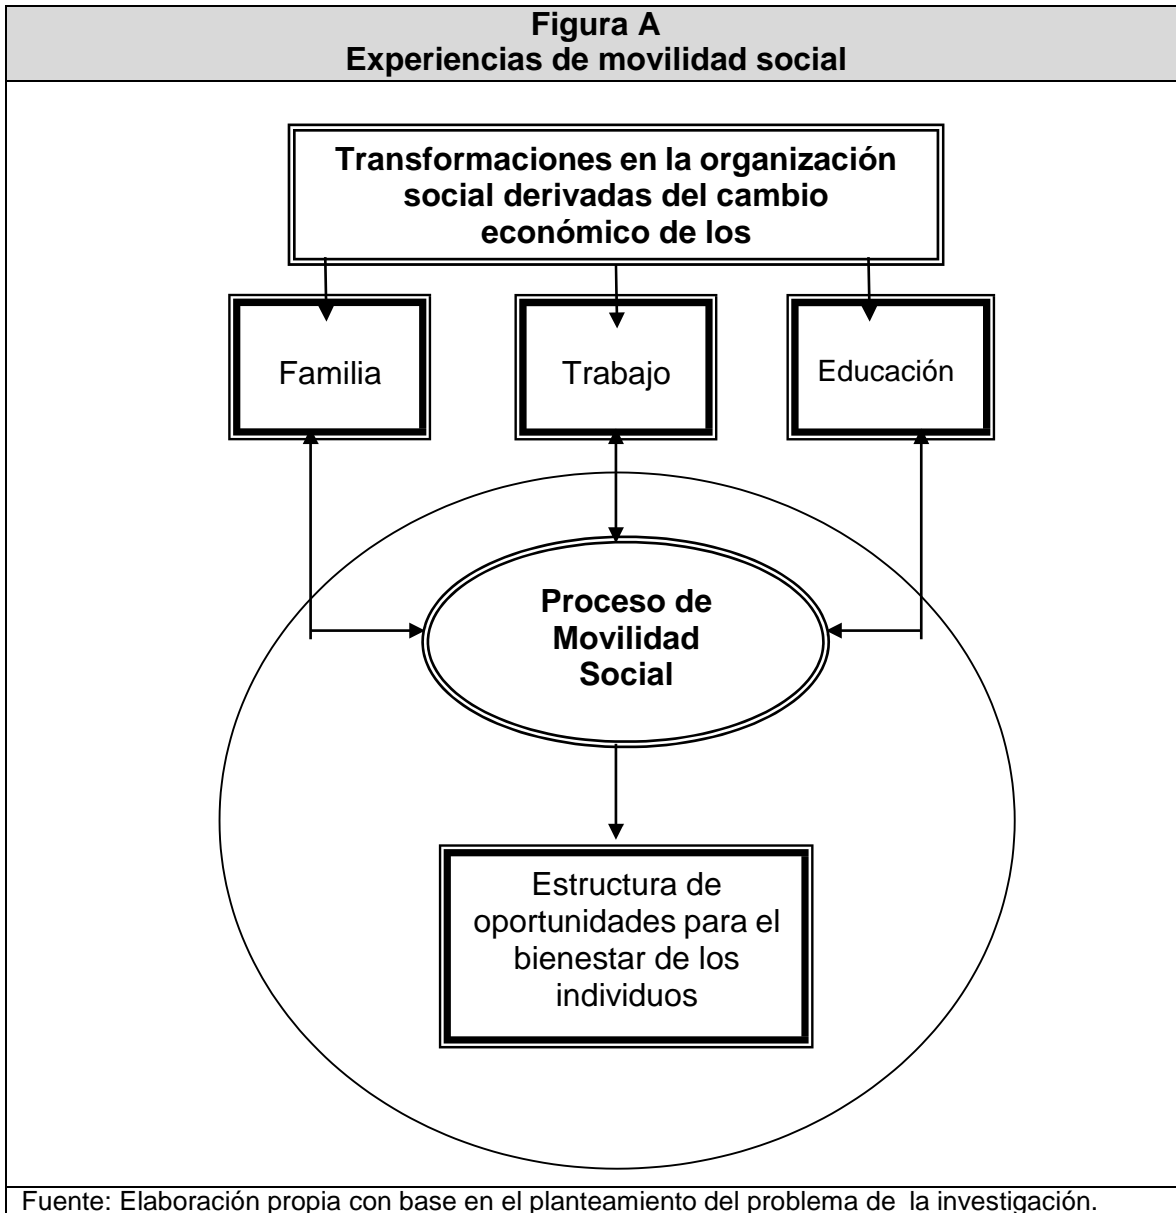 Figura A
Experiencias de movilidad social
Transformaciones en la organización
social derivadas del cambio
económico de los
Familia
Trabajo
Educación
Proceso de
Movilidad
Social
Estructura de
oportunidades para el
bienestar de los
individuos
Fuente: Elaboración propia con base en el planteamiento del problema de la investigación.